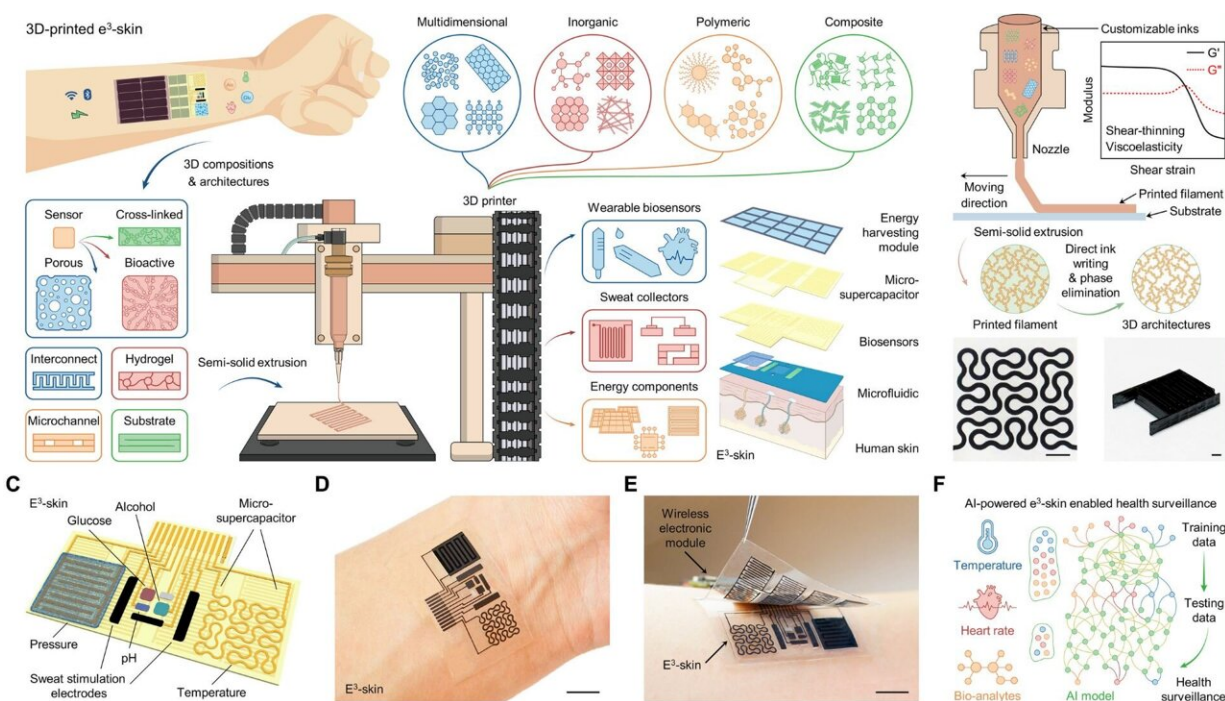 3D-printed e³-skin
3D compositions
& architectures
Sensor
Cross-linked
Porous
Bioactive
Interconnect
Hydrogel
Microchannel
Substrate
Semi-solid extrusion
Multidimensional
Inorganic
Polymeric
Composite
3D printer
Wearable biosensors
Sweat collectors
Energy components
Energy
harvesting
module
Micro-
supercapacitor
Biosensors
Microfluidic
Human skin
E³-skin
Customizable inks
Nozzle
G'
G"
Modulus
Shear-thinning
Viscoelasticity
Shear strain
Moving
direction
Printed filament
Substrate
Semi-solid extrusion
Direct ink
writing
& phase
elimination
Printed filament
3D architectures
C
E³-skin
Glucose
Alcohol
Micro-
supercapacitor
Pressure
pH
Sweat stimulation
electrodes
Temperature
D
E³-skin
E
Wireless
electronic
module
E³-skin
F
AI-powered e³-skin enabled health surveillance
Temperature
Heart rate
Bio-analytes
AI model
Training
data
Testing
data
Health
surveillance